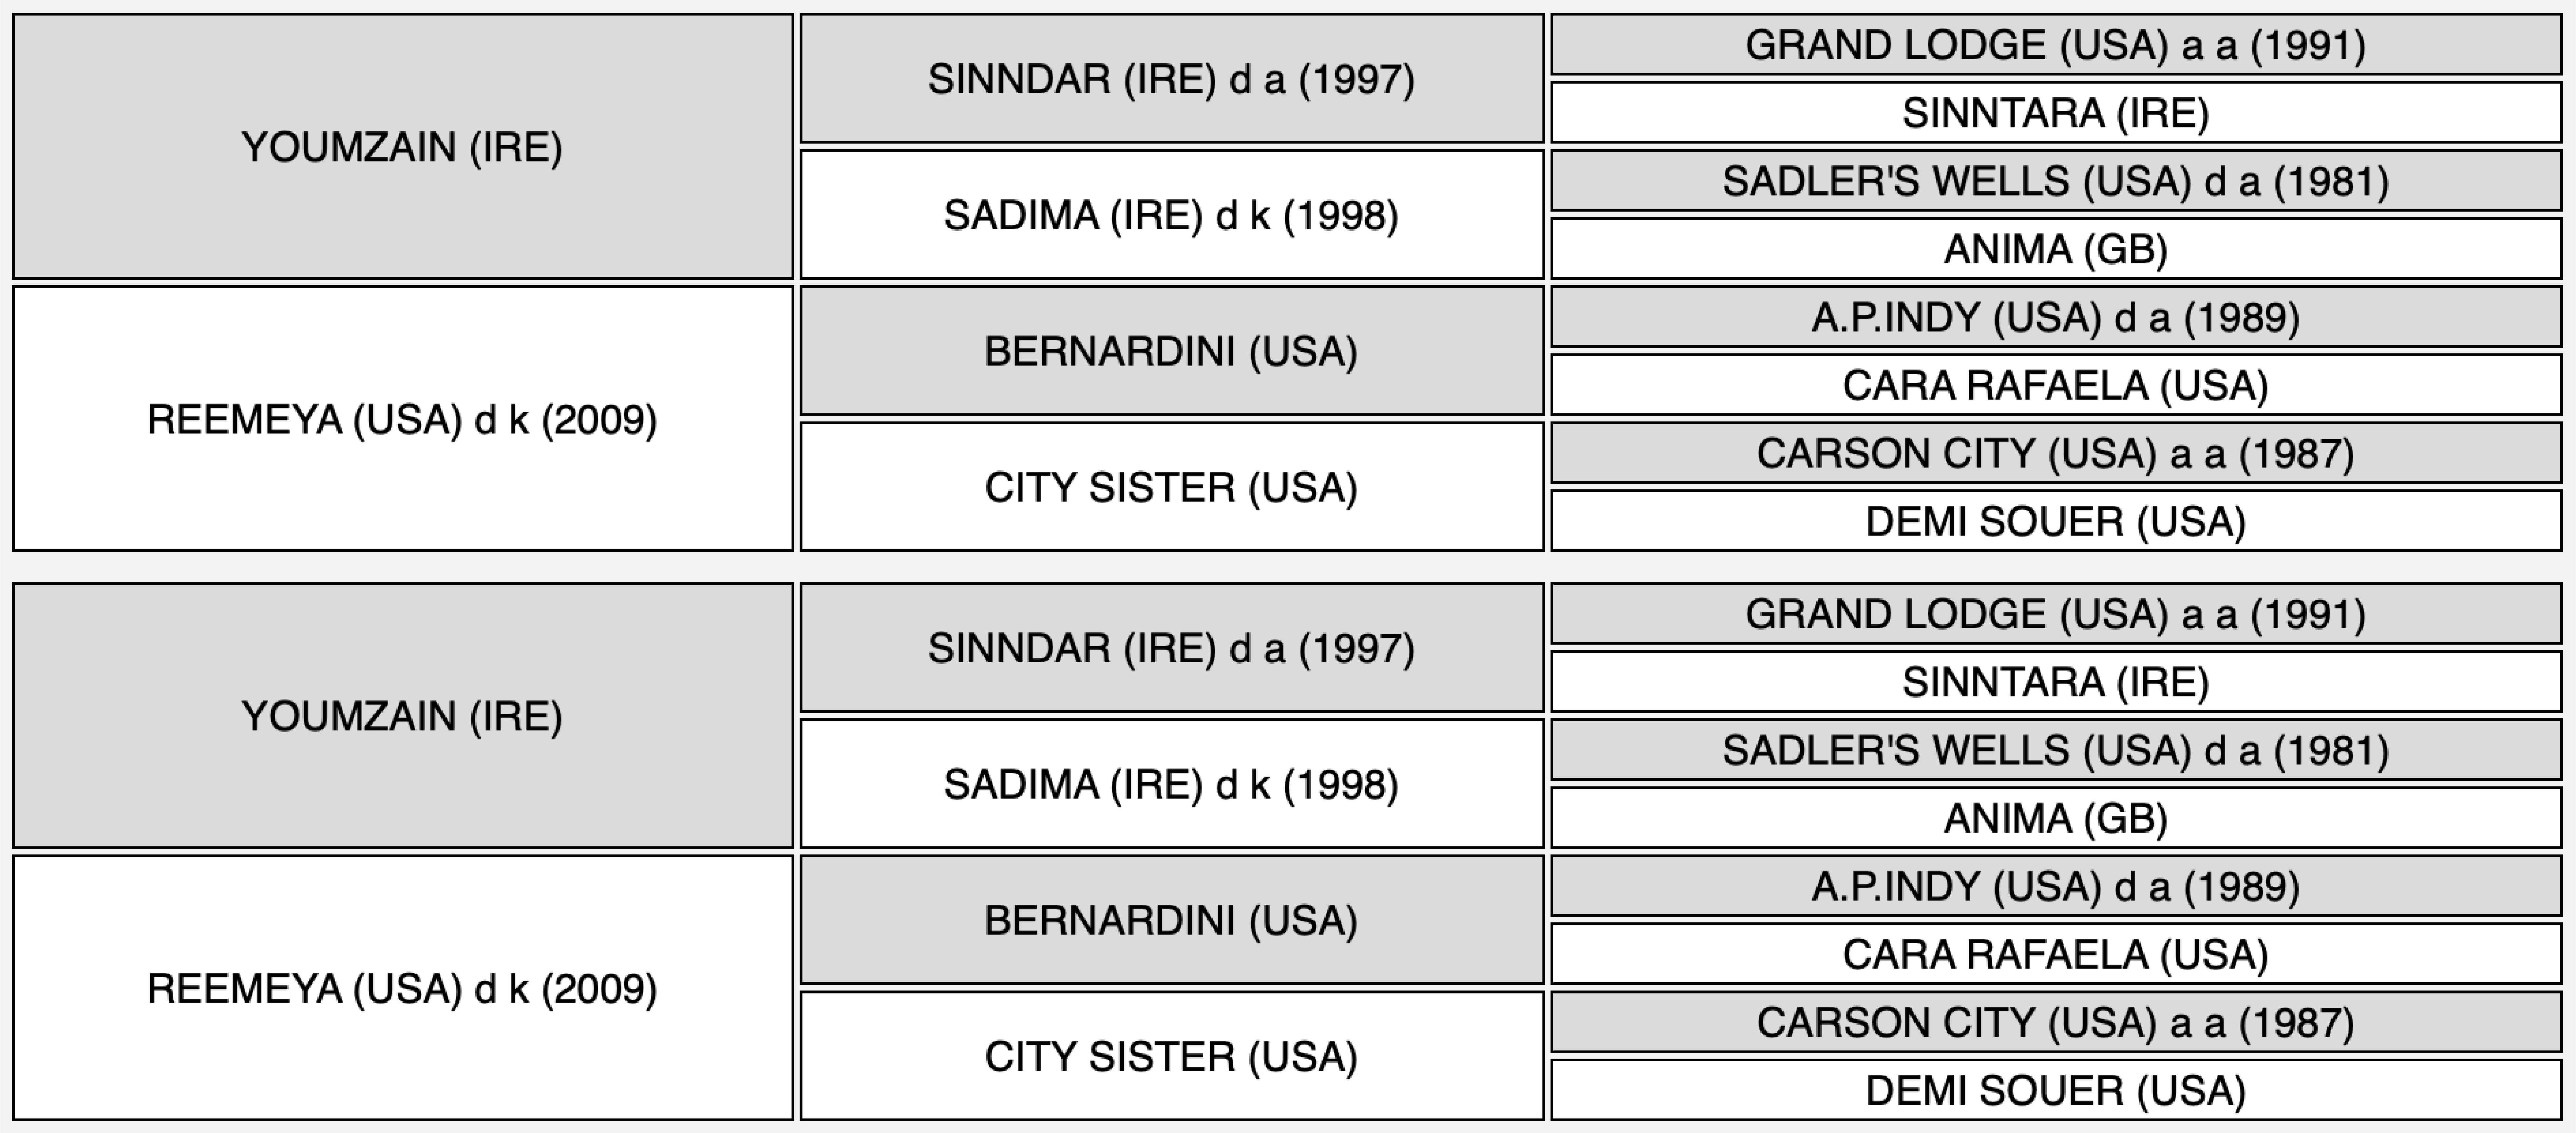 YOUMZAIN (IRE)
SINNDAR (IRE) d a (1997)
GRAND LODGE (USA) a a (1991)
SINNTARA (IRE)
SADIMA (IRE) d k (1998)
SADLER'S WELLS (USA) d a (1981)
ANIMA (GB)
REEMEYA (USA) d k (2009)
BERNARDINI (USA)
A.P.INDY (USA) d a (1989)
CARA RAFAELA (USA)
CITY SISTER (USA)
CARSON CITY (USA) a a (1987)
DEMI SOUER (USA)
YOUMZAIN (IRE)
SINNDAR (IRE) d a (1997)
GRAND LODGE (USA) a a (1991)
SINNTARA (IRE)
SADIMA (IRE) d k (1998)
SADLER'S WELLS (USA) d a (1981)
ANIMA (GB)
REEMEYA (USA) d k (2009)
BERNARDINI (USA)
A.P.INDY (USA) d a (1989)
CARA RAFAELA (USA)
CITY SISTER (USA)
CARSON CITY (USA) a a (1987)
DEMI SOUER (USA)